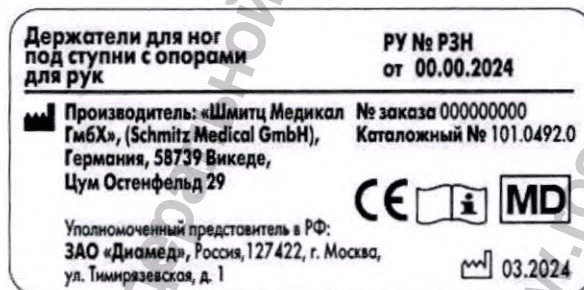 Держатели для ног
под ступни с опорами
для рук
РУ № РЗН
от 00.00.2024
Производитель: «Шмитц Медикал
ГмбХ», (Schmitz Medical GmbH),
Германия, 58739 Викеде,
Цум Остенфельд 29
№ заказа 000000000
Каталожный № 101.0492.0
CE
i
MD
Уполномоченный представитель в РФ:
ЗАО «Диамед», Россия, 127422, г. Москва,
ул. Тимирязевская, д. 1
03.2024